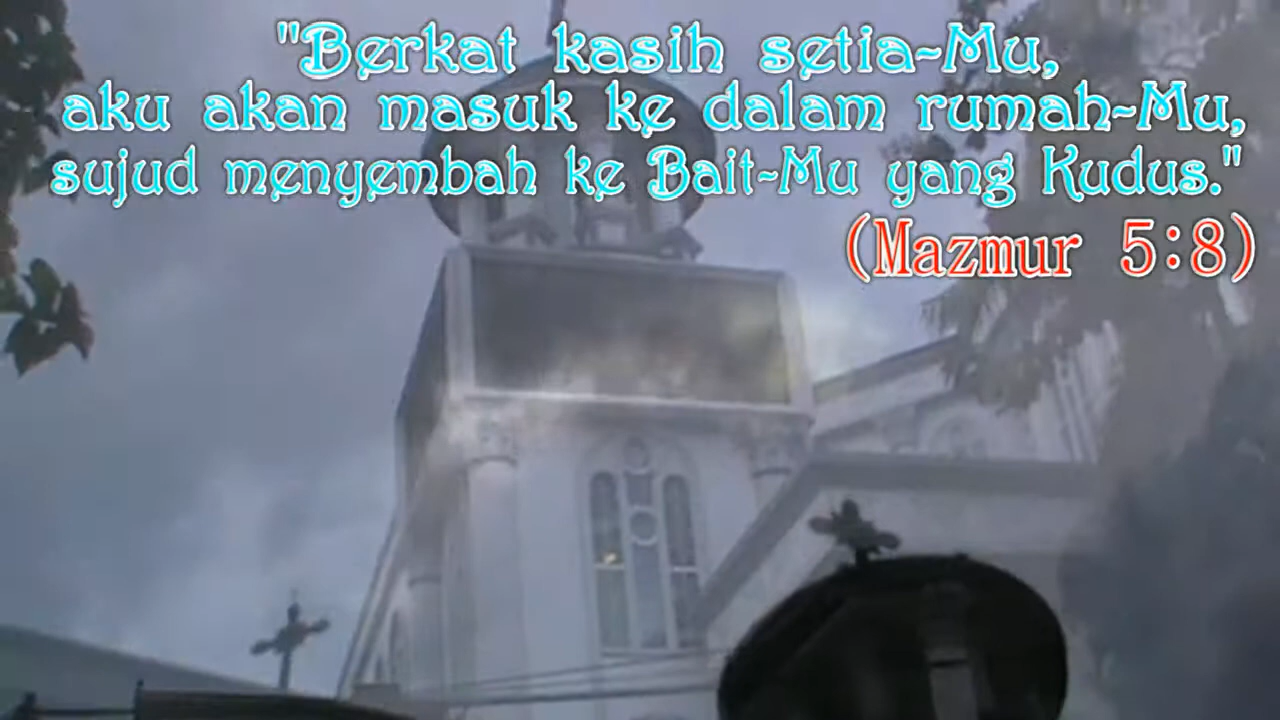 "Berkat kasih setia-Mu,
aku akan masuk ke dalam rumah-Mu,
sujud menyembah ke Bait-Mu yang Kudus."
(Mazmur 5:8)